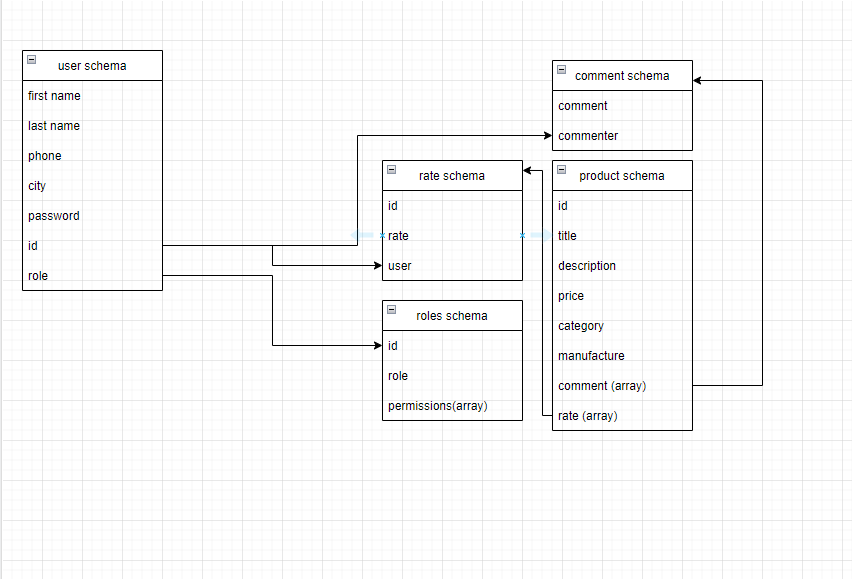 user schema
first name
last name
phone
city
password
id
role
comment schema
comment
commenter
rate schema
id
rate
user
roles schema
id
role
permissions(array)
product schema
id
title
description
price
category
manufacture
comment (array)
rate (array)